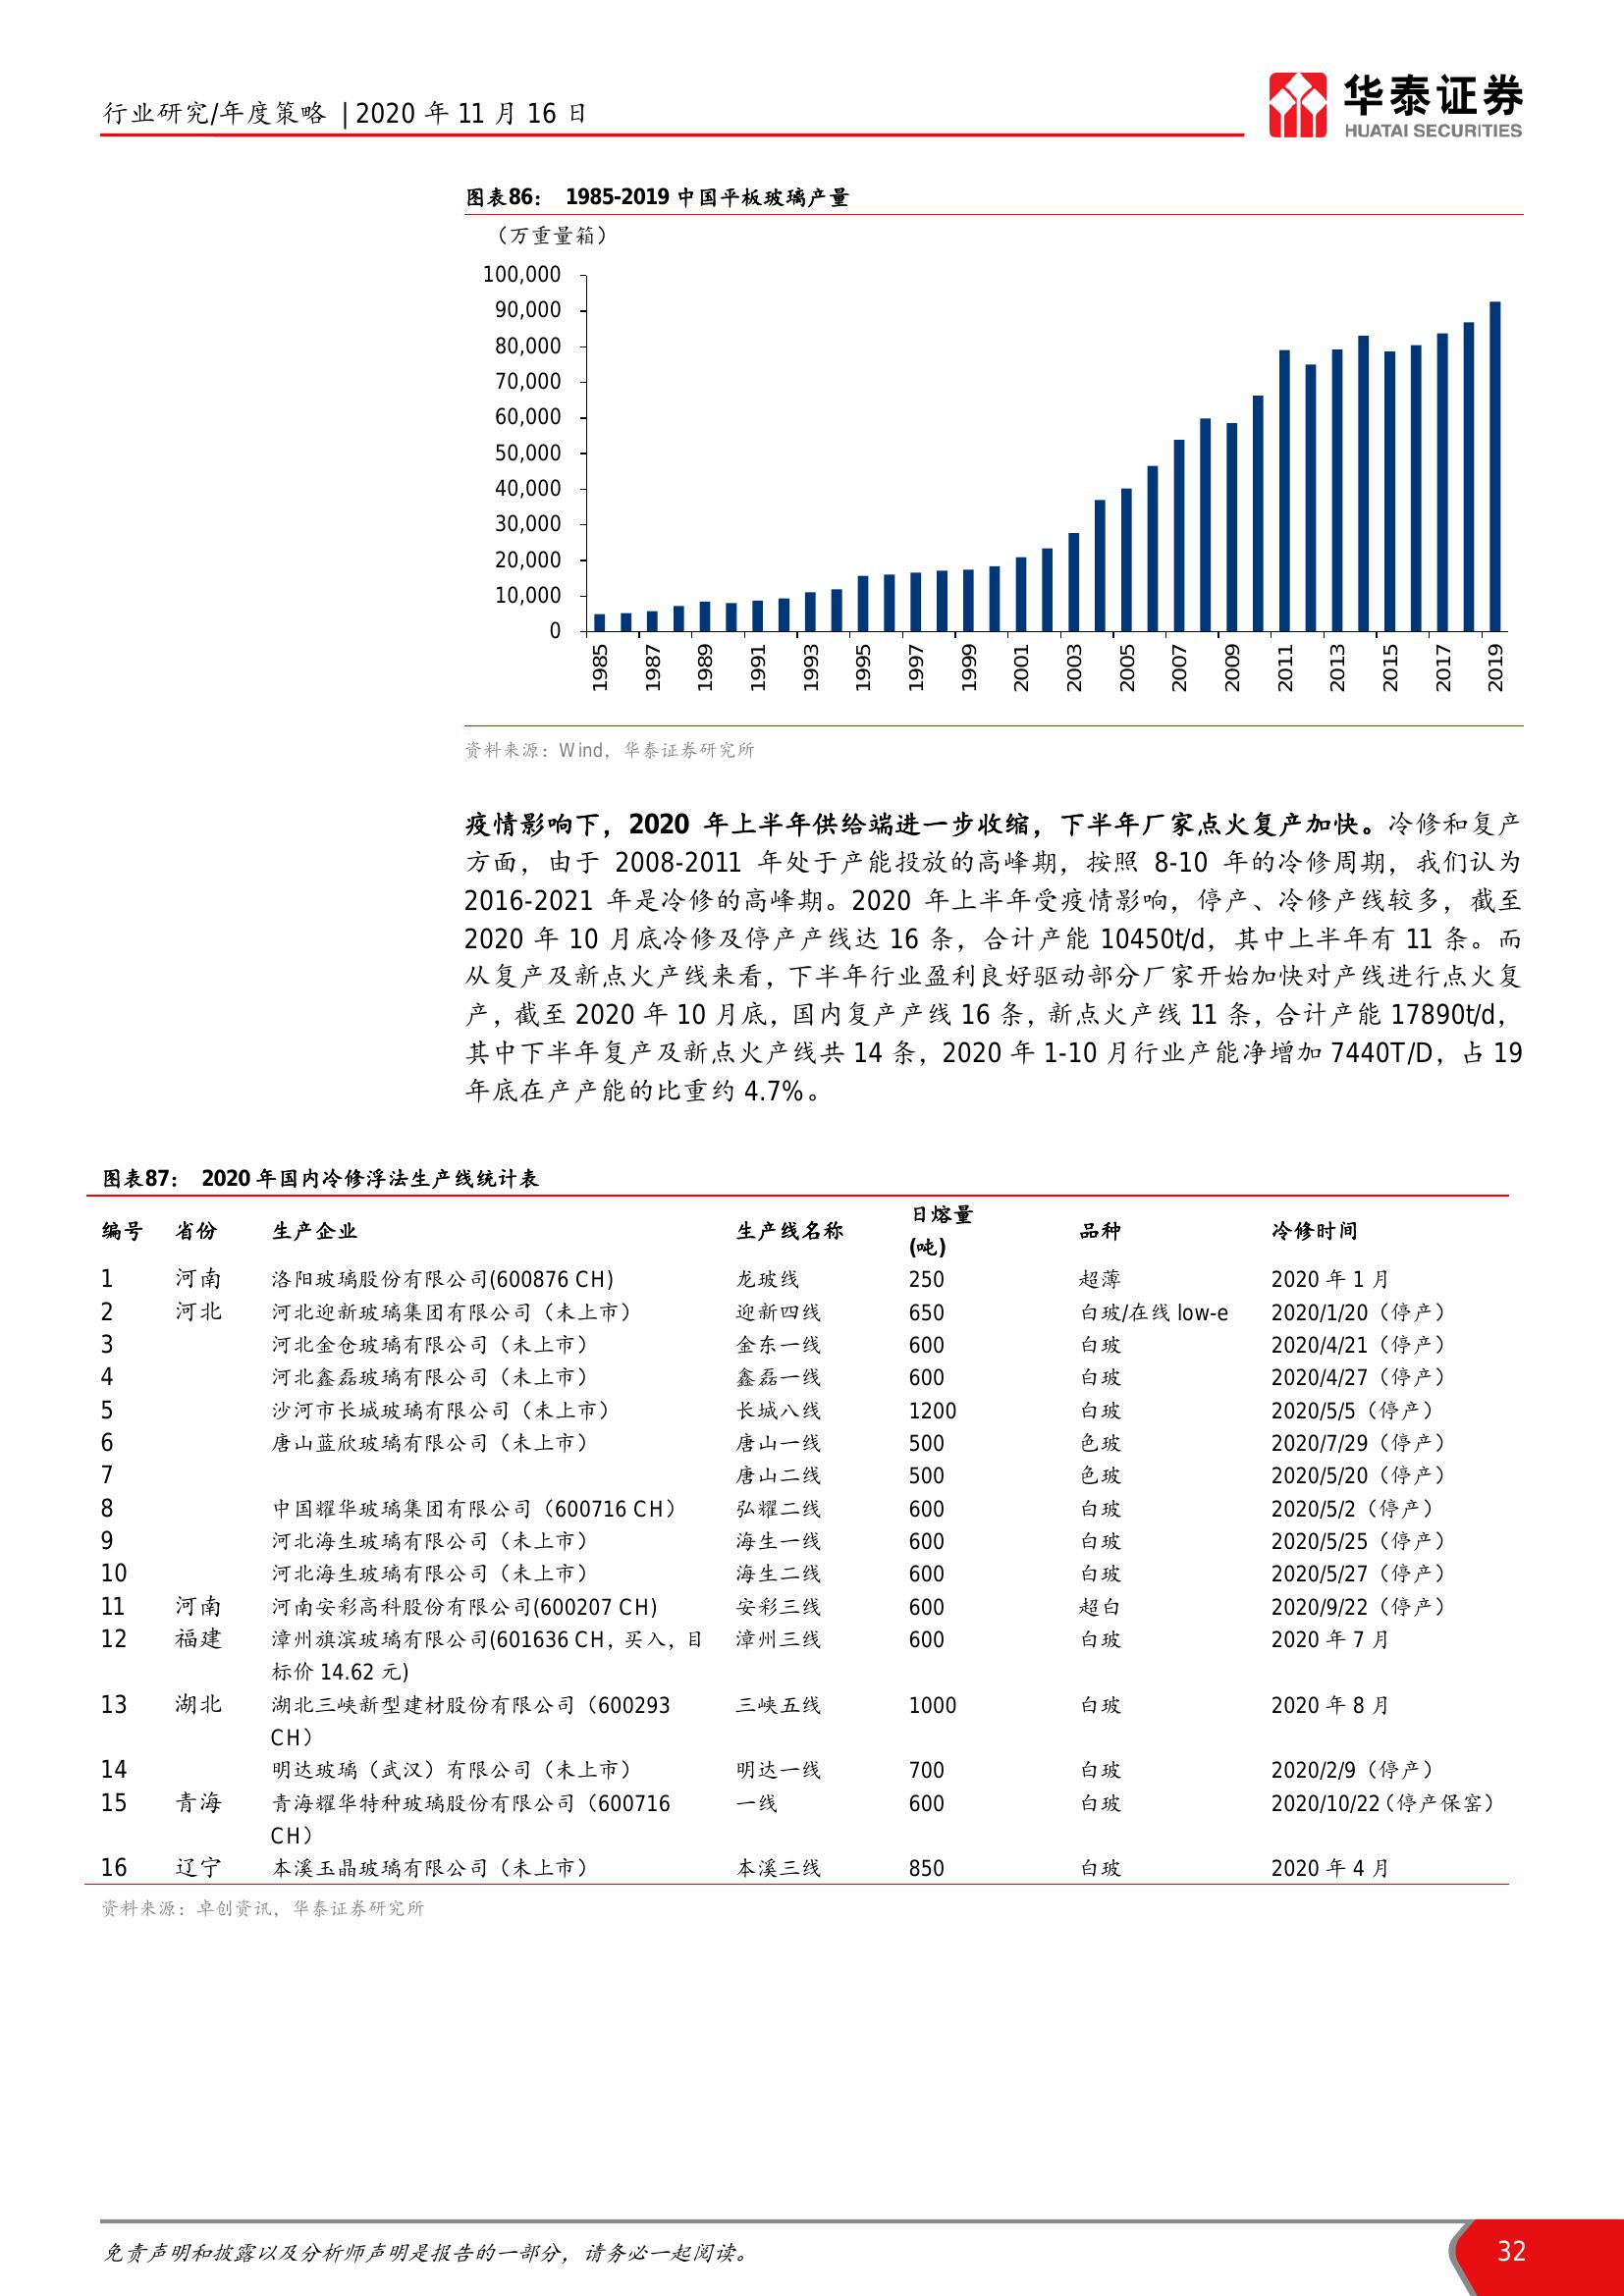 行业研究/年度策略 | 2020 年 11 月 16 日
华泰证券
HUATAI SECURITIES
图表86： 1985-2019 中国平板玻璃产量
（万重量箱）
100,000
90,000
80,000
70,000
60,000
50,000
40,000
30,000
20,000
10,000
0
1985 1987 1989 1991 1993 1995 1997 1999 2001 2003 2005 2007 2009 2011 2013 2015 2017 2019
资料来源：Wind，华泰证券研究所
疫情影响下，2020 年上半年供给端进一步收缩，下半年厂家点火复产加快。冷修和复产
方面，由于 2008-2011 年处于产能投放的高峰期，按照 8-10 年的冷修周期，我们认为
2016-2021 年是冷修的高峰期。2020 年上半年受疫情影响，停产、冷修产线较多，截至
2020 年 10 月底冷修及停产产线达 16 条，合计产能 10450t/d，其中上半年有 11 条。而
从复产及新点火产线来看，下半年行业盈利良好驱动部分厂家开始加快对产线进行点火复
产，截至 2020 年 10 月底，国内复产产线 16 条，新点火产线 11 条，合计产能 17890t/d，
其中下半年复产及新点火产线共 14 条，2020 年 1-10 月行业产能净增加 7440T/D，占 19
年底在产产能的比重约 4.7%。
图表87： 2020 年国内冷修浮法生产线统计表
编号 省份 生产企业 生产线名称 日熔量 品种 冷修时间
(吨)
1 河南 洛阳玻璃股份有限公司(600876 CH) 龙玻线 250 超薄 2020 年 1 月
2 河北 河北迎新玻璃集团有限公司（未上市） 迎新四线 650 白玻/在线 low-e 2020/1/20（停产）
3 河北金仓玻璃有限公司（未上市） 金东一线 600 白玻 2020/4/21（停产）
4 河北鑫磊玻璃有限公司（未上市） 鑫磊一线 600 白玻 2020/4/27（停产）
5 沙河市长城玻璃有限公司（未上市） 长城八线 1200 白玻 2020/5/5（停产）
6 唐山蓝欣玻璃有限公司（未上市） 唐山一线 500 色玻 2020/7/29（停产）
7 唐山二线 500 色玻 2020/5/20（停产）
8 中国耀华玻璃集团有限公司（600716 CH） 弘耀二线 600 白玻 2020/5/2（停产）
9 河北海生玻璃有限公司（未上市） 海生一线 600 白玻 2020/5/25（停产）
10 河北海生玻璃有限公司（未上市） 海生二线 600 白玻 2020/5/27（停产）
11 河南 河南安彩高科股份有限公司(600207 CH) 安彩三线 600 超白 2020/9/22（停产）
12 福建 漳州旗滨玻璃有限公司(601636 CH，买入，目 漳州三线 600 白玻 2020 年 7 月
标价 14.62 元)
13 湖北 湖北三峡新型建材股份有限公司（600293 三峡五线 1000 白玻 2020 年 8 月
CH）
14 明达玻璃（武汉）有限公司（未上市） 明达一线 700 白玻 2020/2/9（停产）
15 青海 青海耀华特种玻璃股份有限公司（600716 一线 600 白玻 2020/10/22（停产保窑）
CH）
16 辽宁 本溪玉晶玻璃有限公司（未上市） 本溪三线 850 白玻 2020 年 4 月
资料来源：卓创资讯，华泰证券研究所
免责声明和披露以及分析师声明是报告的一部分，请务必一起阅读。
32